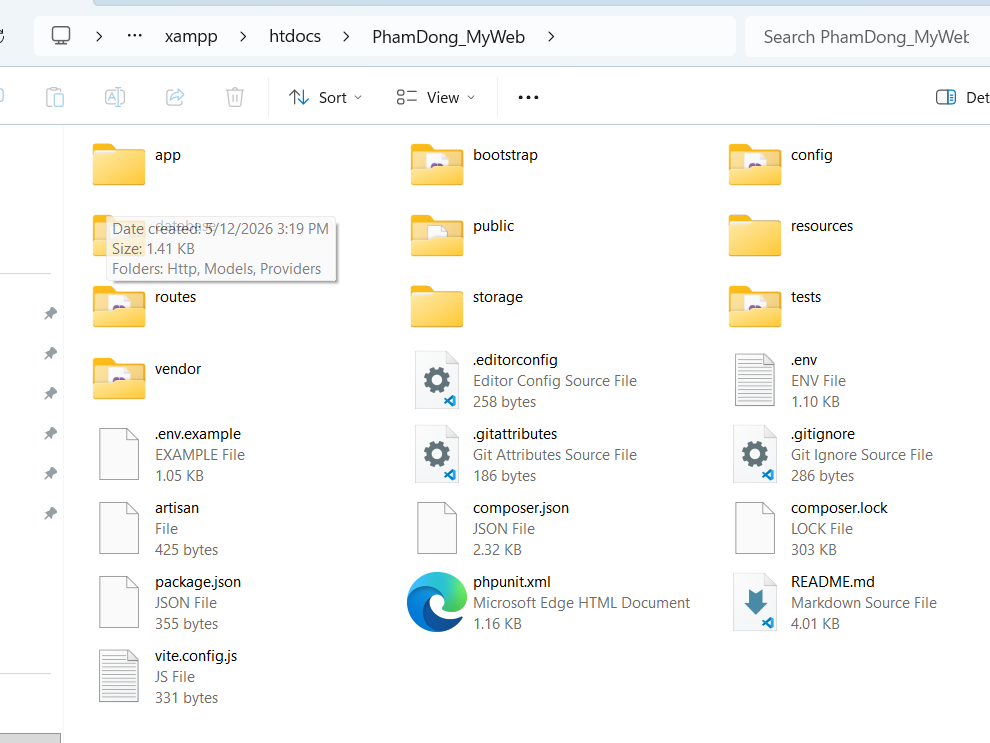 xampp > htdocs > PhamDong_MyWeb >
Search PhamDong_MyWeb
Sort
View
Det
app
bootstrap
config
database
public
resources
Date created: 5/12/2026 3:19 PM
Size: 1.41 KB
Folders: Http, Models, Providers
routes
storage
tests
vendor
.editorconfig
Editor Config Source File
258 bytes
.env
ENV File
1.10 KB
.env.example
EXAMPLE File
1.05 KB
.gitattributes
Git Attributes Source File
186 bytes
.gitignore
Git Ignore Source File
286 bytes
artisan
File
425 bytes
composer.json
JSON File
2.32 KB
composer.lock
LOCK File
303 KB
package.json
JSON File
355 bytes
phpunit.xml
Microsoft Edge HTML Document
1.16 KB
README.md
Markdown Source File
4.01 KB
vite.config.js
JS File
331 bytes